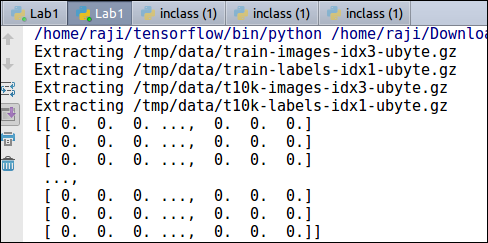 Lab1 Lab1 inclass (1) inclass (1) inclass (1)
/home/raji/tensorflow/bin/python /home/raji/Downloa
Extracting /tmp/data/train-images-idx3-ubyte.gz
Extracting /tmp/data/train-labels-idx1-ubyte.gz
Extracting /tmp/data/t10k-images-idx3-ubyte.gz
Extracting /tmp/data/t10k-labels-idx1-ubyte.gz
[[ 0.  0.  0. ...,  0.  0.  0.]
 [ 0.  0.  0. ...,  0.  0.  0.]
 [ 0.  0.  0. ...,  0.  0.  0.]
 ...,
 [ 0.  0.  0. ...,  0.  0.  0.]
 [ 0.  0.  0. ...,  0.  0.  0.]
 [ 0.  0.  0. ...,  0.  0.  0.]]